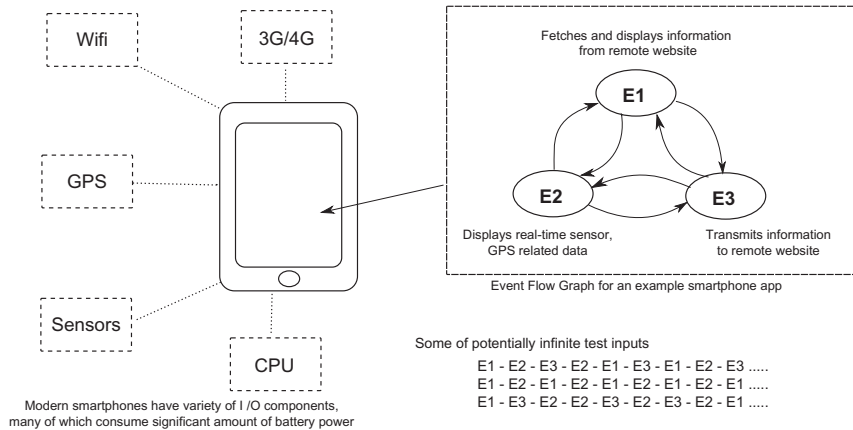 Wifi
3G/4G
GPS
Sensors
CPU
Modern smartphones have variety of I /O components,
many of which consume significant amount of battery power
Fetches and displays information
from remote website
E1
E2
E3
Displays real-time sensor,
GPS related data
Transmits information
to remote website
Event Flow Graph for an example smartphone app
Some of potentially infinite test inputs
E1 - E2 - E3 - E2 - E1 - E3 - E1 - E2 - E3 .....
E1 - E2 - E1 - E2 - E1 - E2 - E1 - E2 - E1 .....
E1 - E3 - E2 - E2 - E3 - E2 - E3 - E2 - E1 .....